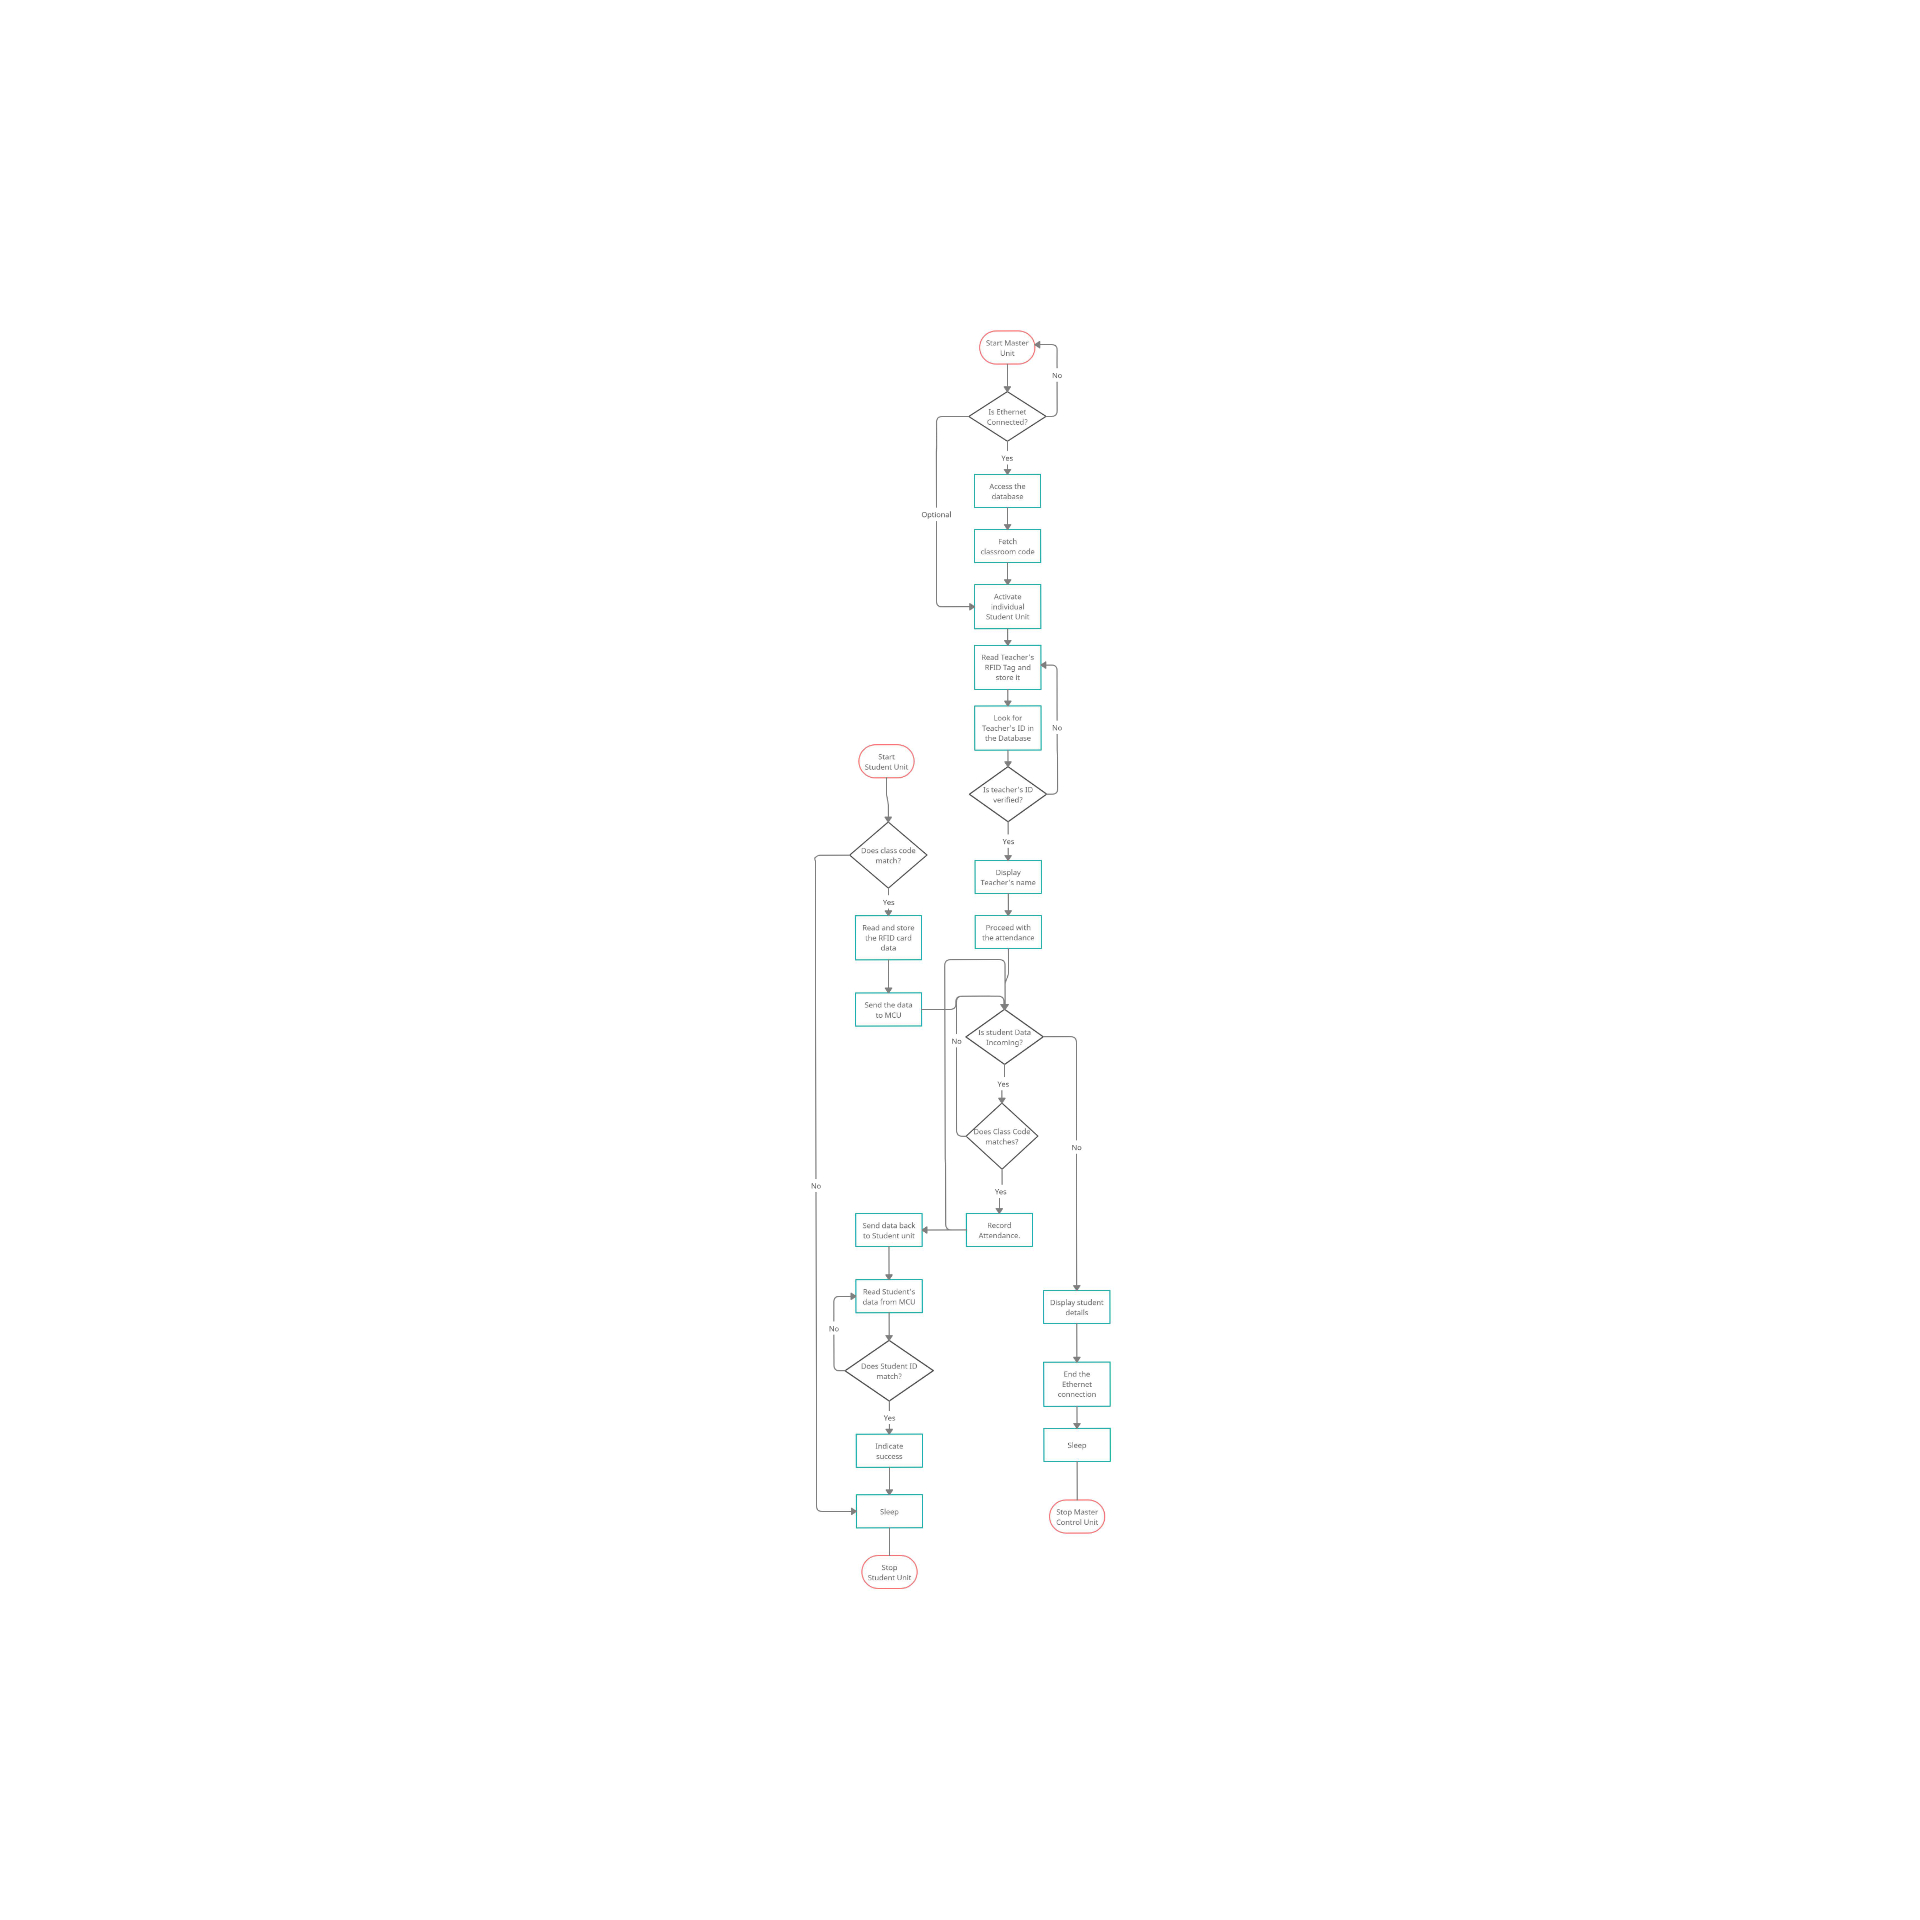 Start Master
Unit
No
Is Ethernet
Connected?
Yes
Access the
database
Optional
Fetch
classroom code
Activate
individual
Student Unit
Read Teacher's
RFID Tag and
store it
Look for
Teacher's ID in
the Database
No
Is teacher's ID
verified?
Yes
Display
Teacher's name
Proceed with
the attendance
Start
Student Unit
Does class code
match?
Yes
Read and store
the RFID card
data
Send the data
to MCU
Is student Data
Incoming?
No
Yes
Does Class Code
matches?
No
Yes
Record
Attendance.
No
Send data back
to Student unit
Read Student's
data from MCU
No
Does Student ID
match?
Yes
Indicate
success
Sleep
Stop
Student Unit
Display student
details
End the
Ethernet
connection
Sleep
Stop Master
Control Unit